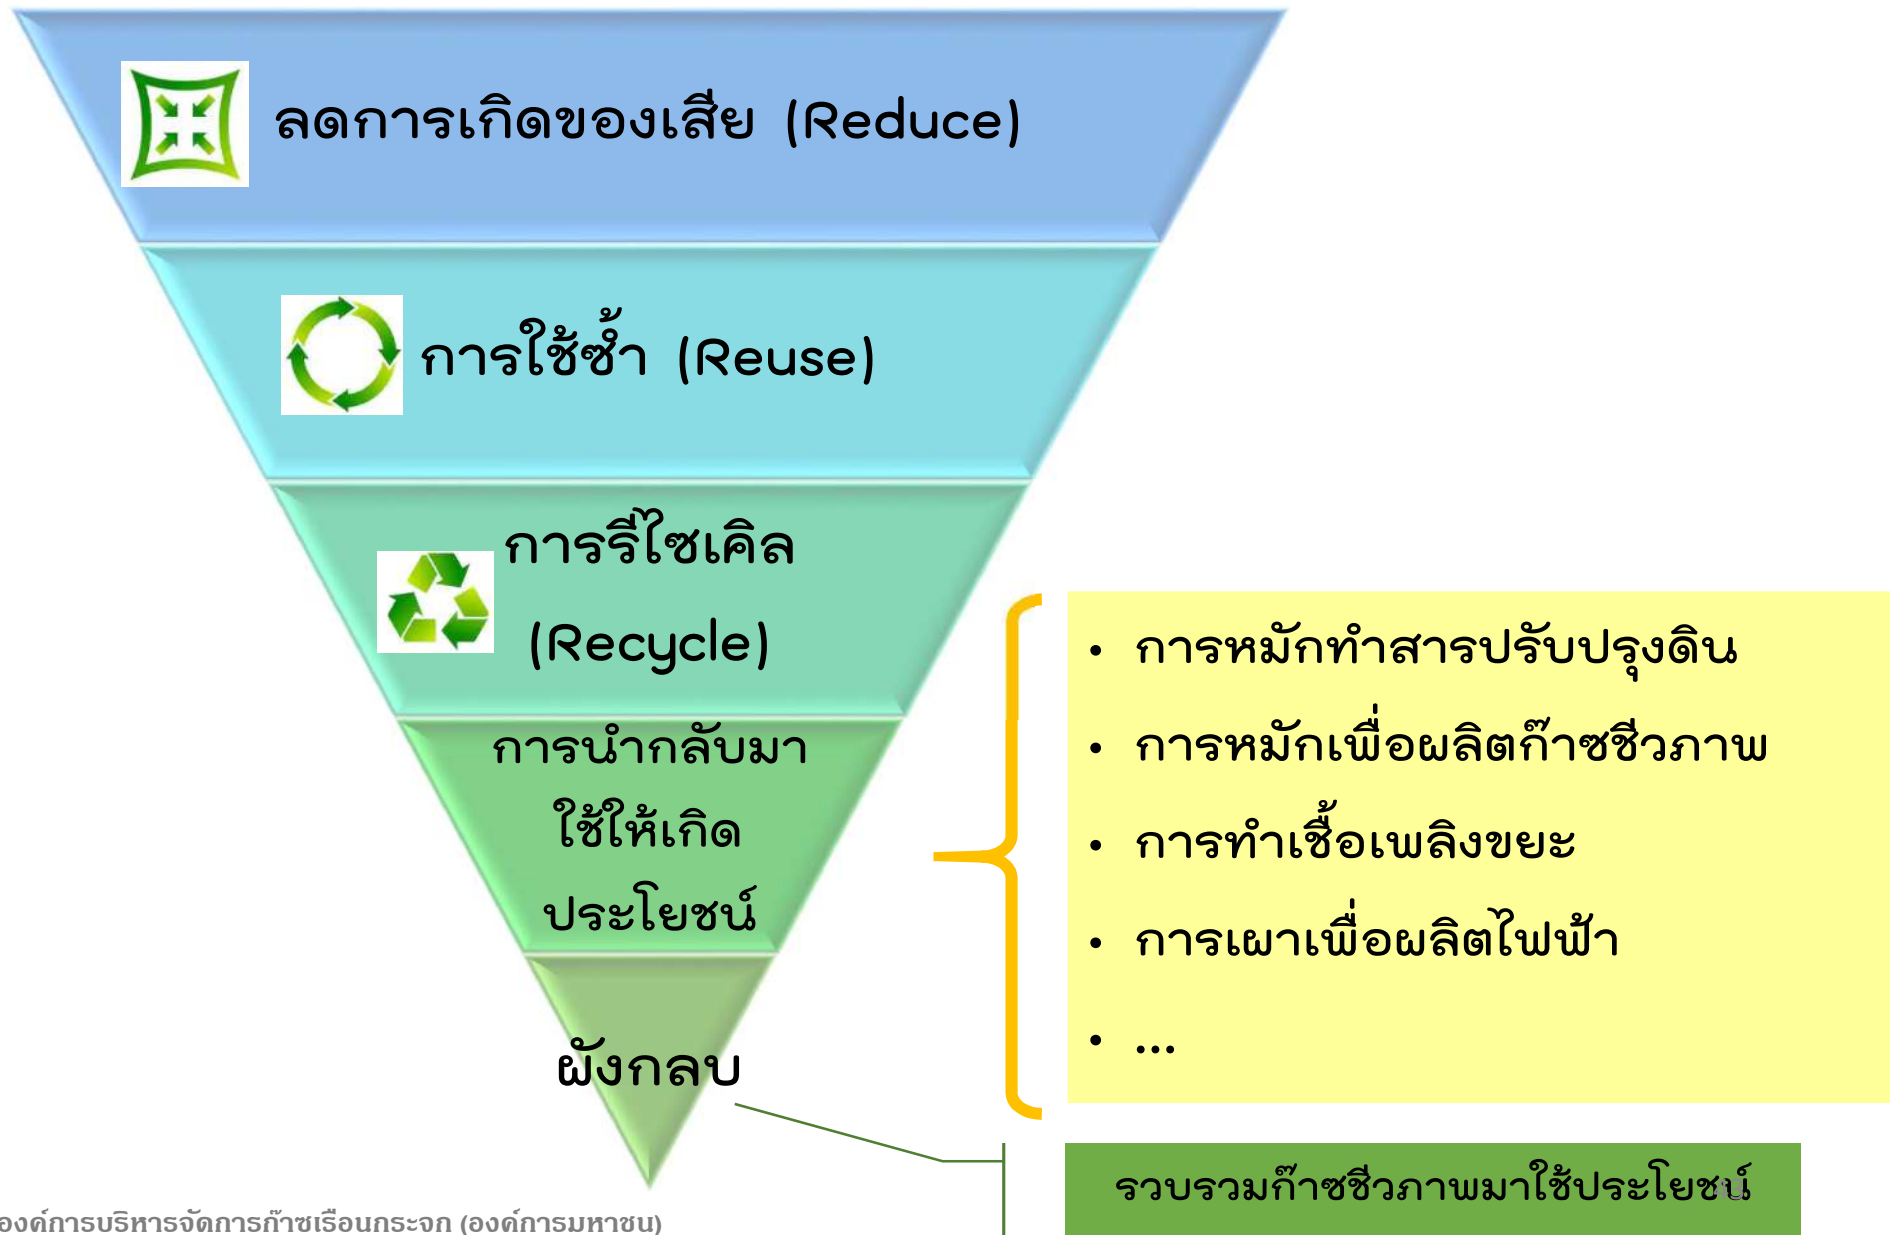 ลดการเกิดของเสีย (Reduce)
การใช้ซ้ำ (Reuse)
การรีไซเคิล
(Recycle)
การนำกลับมา
ใช้ให้เกิด
ประโยชน์
ฝังกลบ
• การหมักทำสารปรับปรุงดิน
• การหมักเพื่อผลิตก๊าซชีวภาพ
• การทำเชื้อเพลิงขยะ
• การเผาเพื่อผลิตไฟฟ้า
• ...
รวบรวมก๊าซชีวภาพมาใช้ประโยชน์
องค์การบริหารจัดการก๊าซเรือนกระจก (องค์การมหาชน)